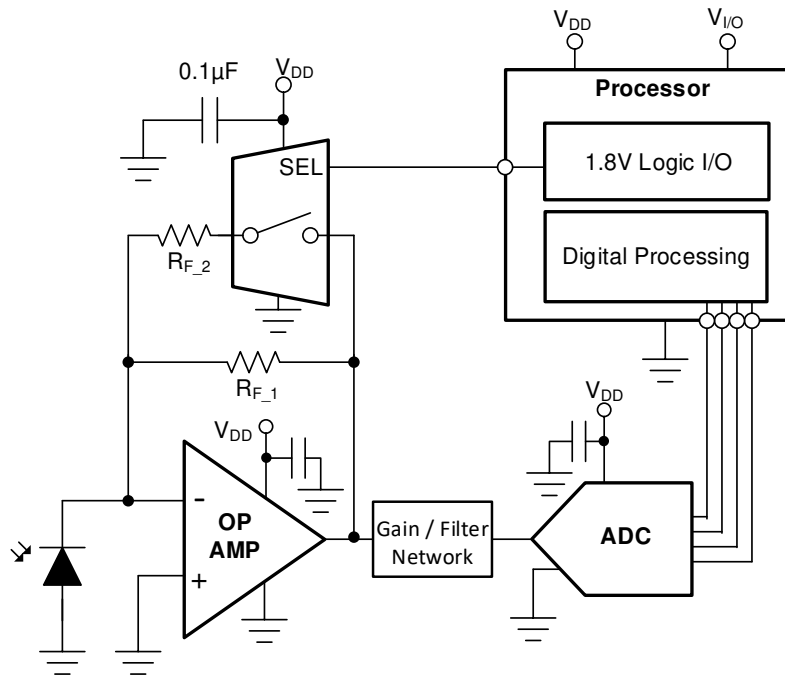 V_DD
V_I/O
0.1µF
V_DD
Processor
SEL
1.8V Logic I/O
R_F_2
Digital Processing
R_F_1
V_DD
V_DD
-
OP
AMP
+
Gain / Filter
Network
ADC